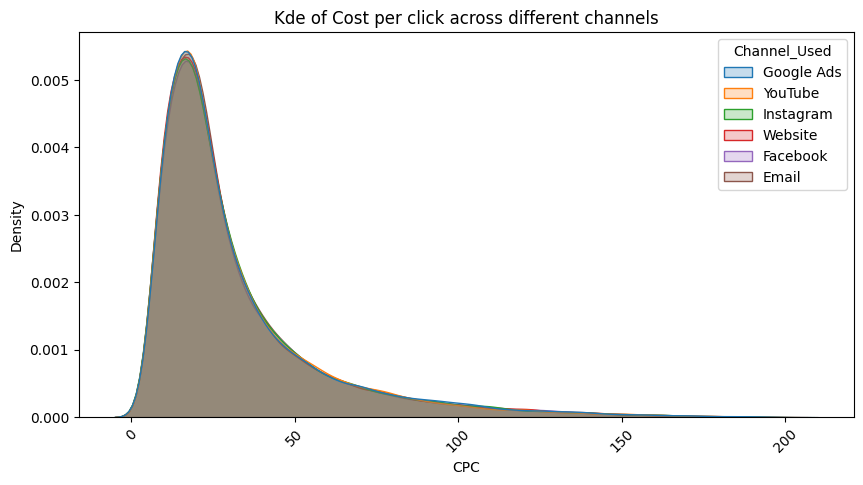 Kde of Cost per click across different channels
Channel_Used
Google Ads
YouTube
Instagram
Website
Facebook
Email
Density
0.005
0.004
0.003
0.002
0.001
0.000
0
50
100
150
200
CPC